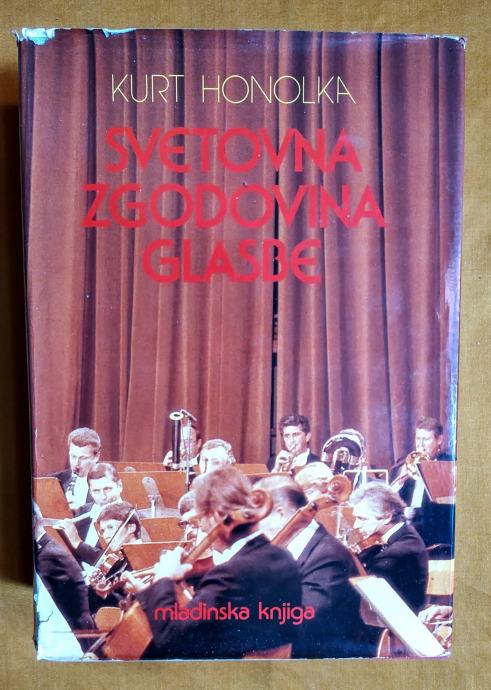 KURT HONOLKA
SVETOVNA
ZGODOVINA
GLASBE
mladinska knjiga